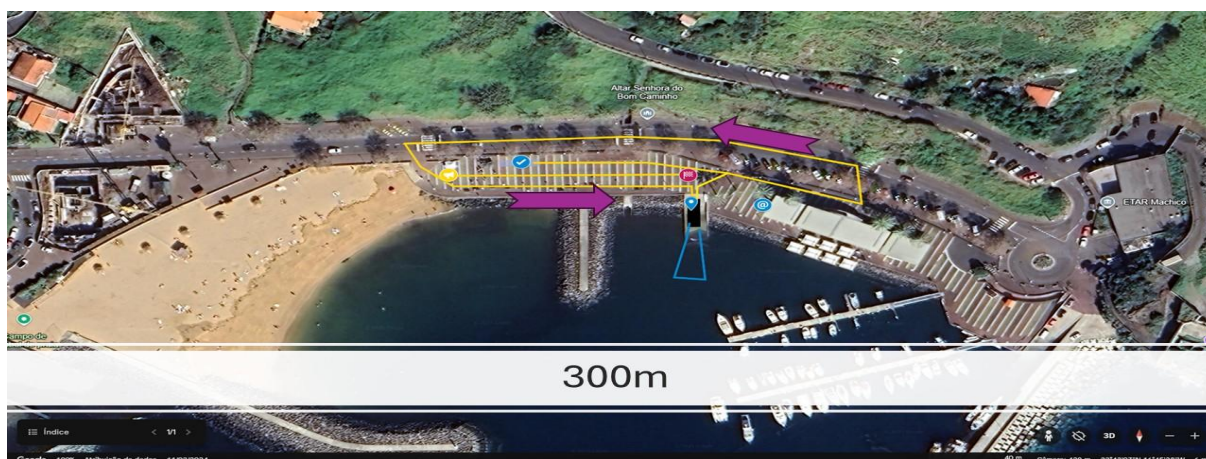 Altar Senhora do
Bom Caminho
@
ETAR Machico
300m
Índice
1/1
3D